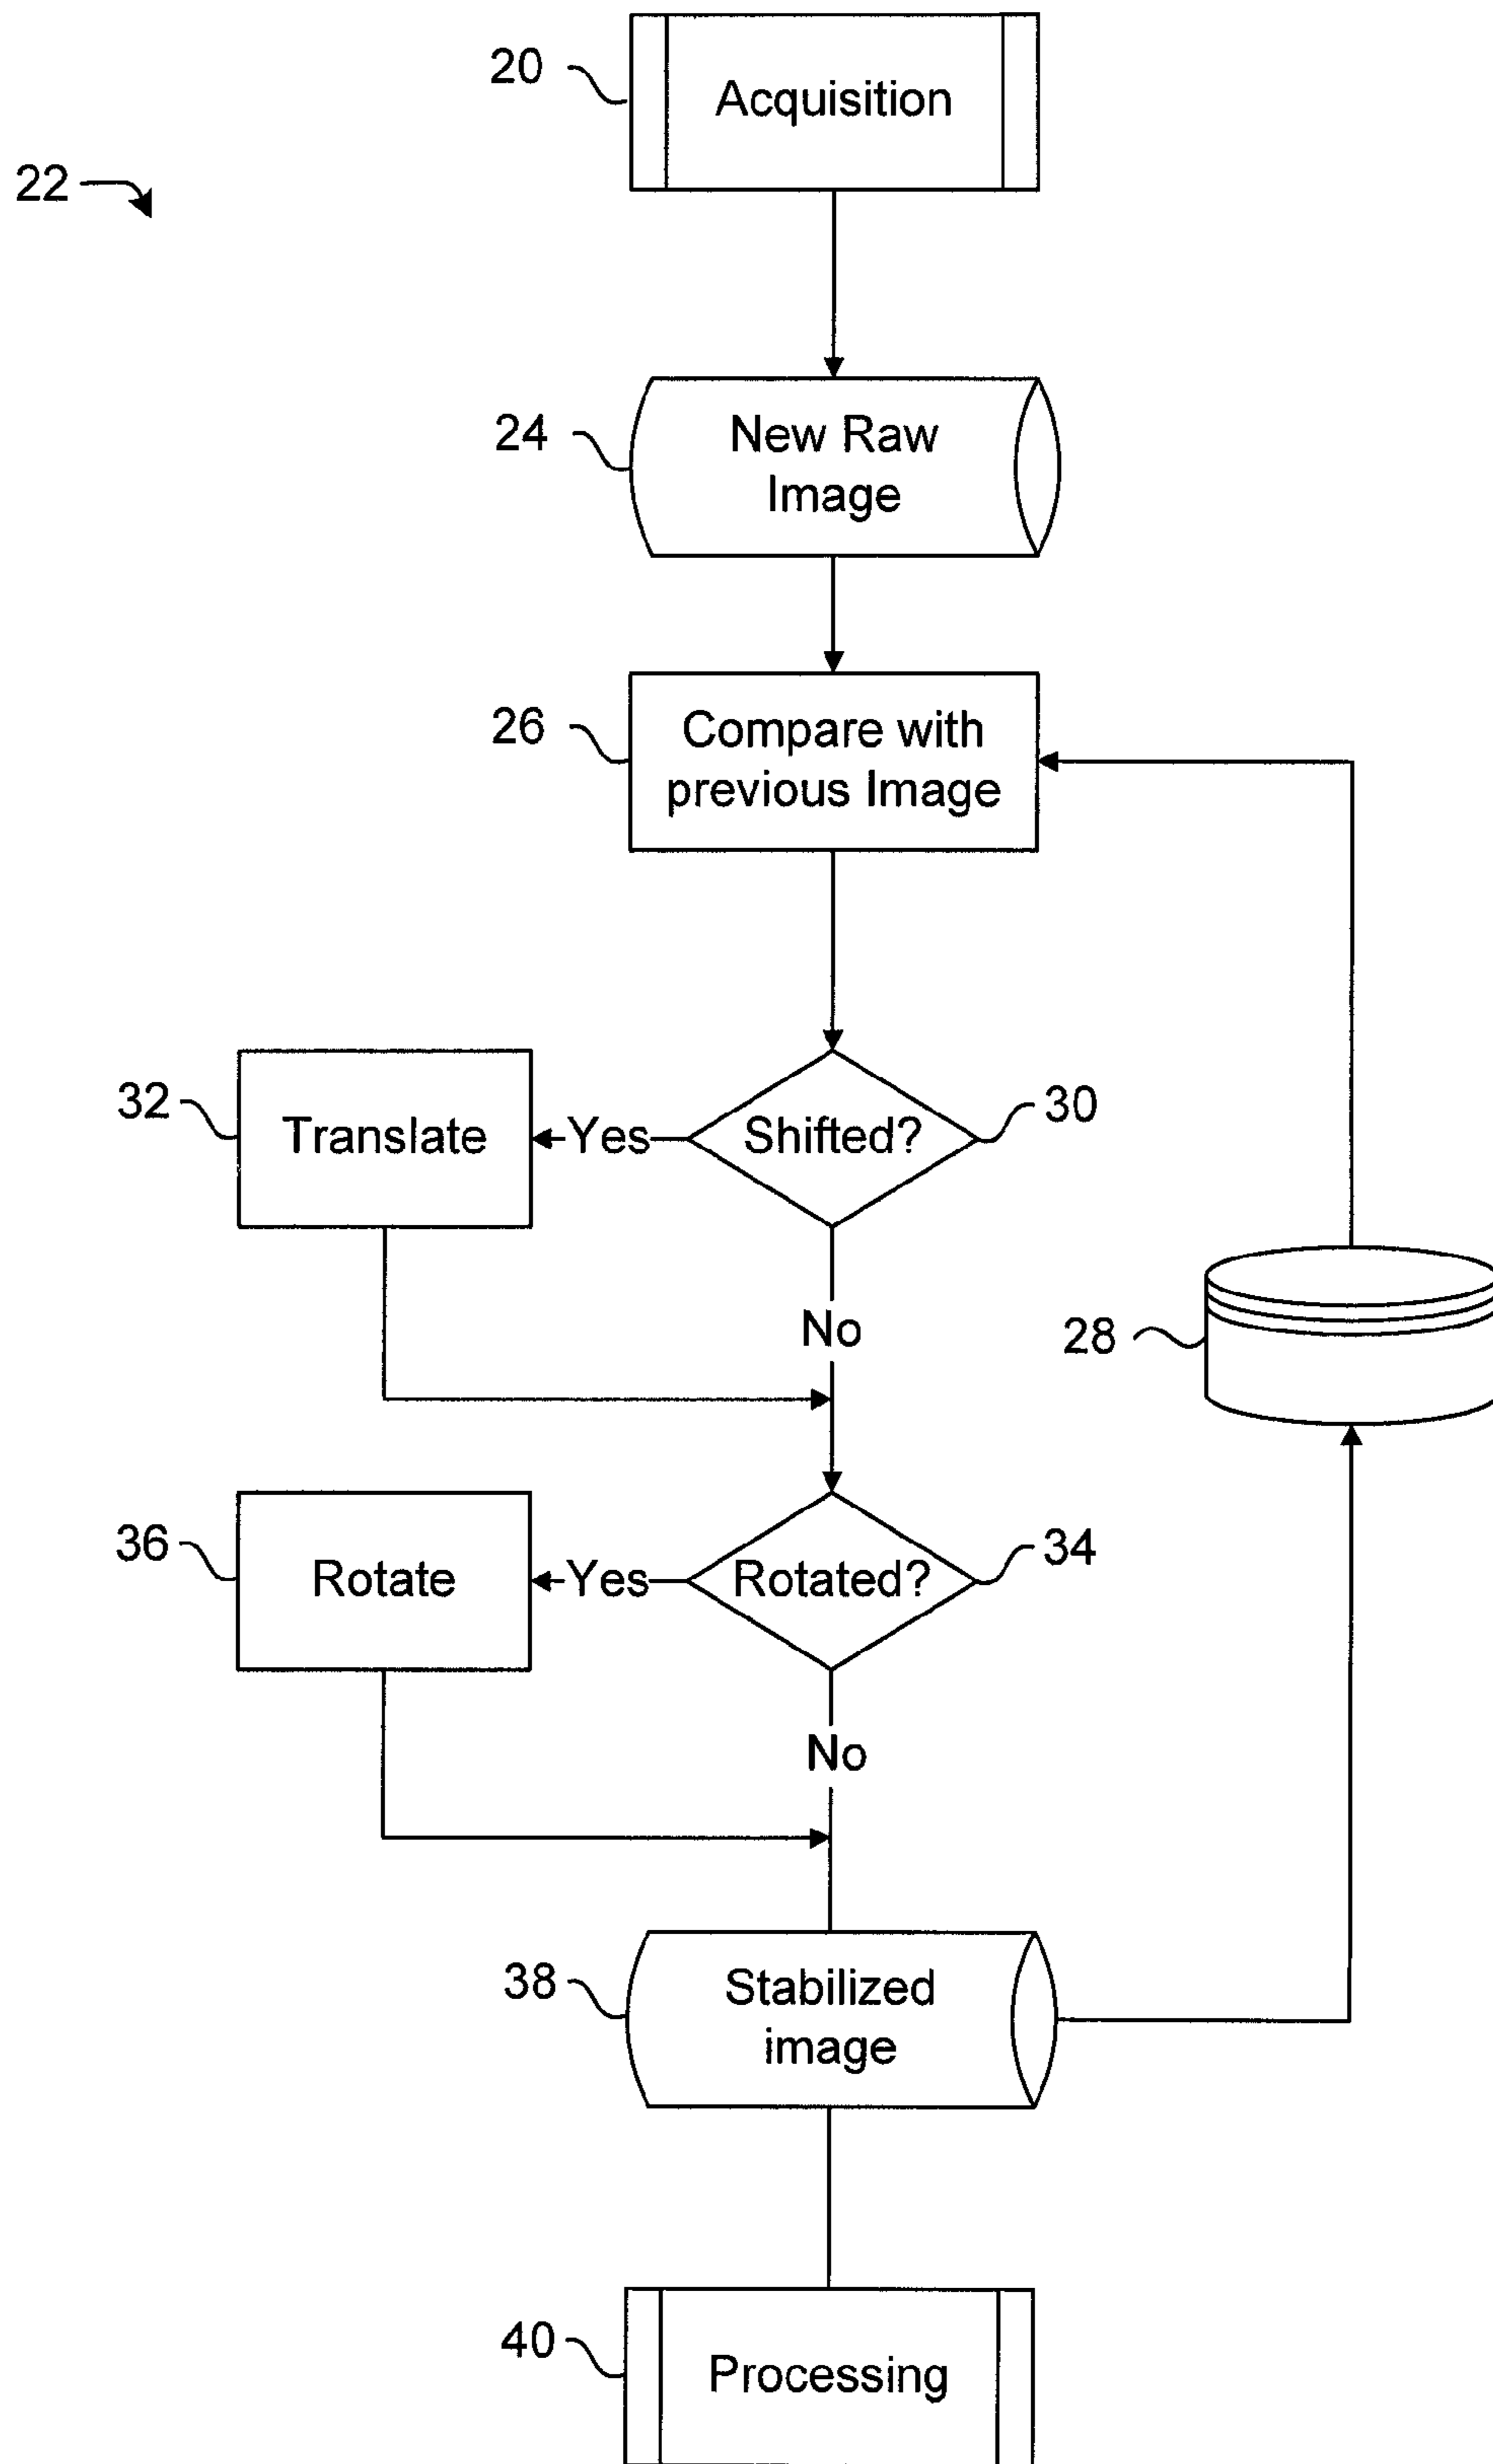 20
Acquisition
22
24
New Raw
Image
26
Compare with
previous Image
32
Translate
Yes
Shifted?
30
No
28
36
Rotate
Yes
Rotated?
34
No
38
Stabilized
image
40
Processing